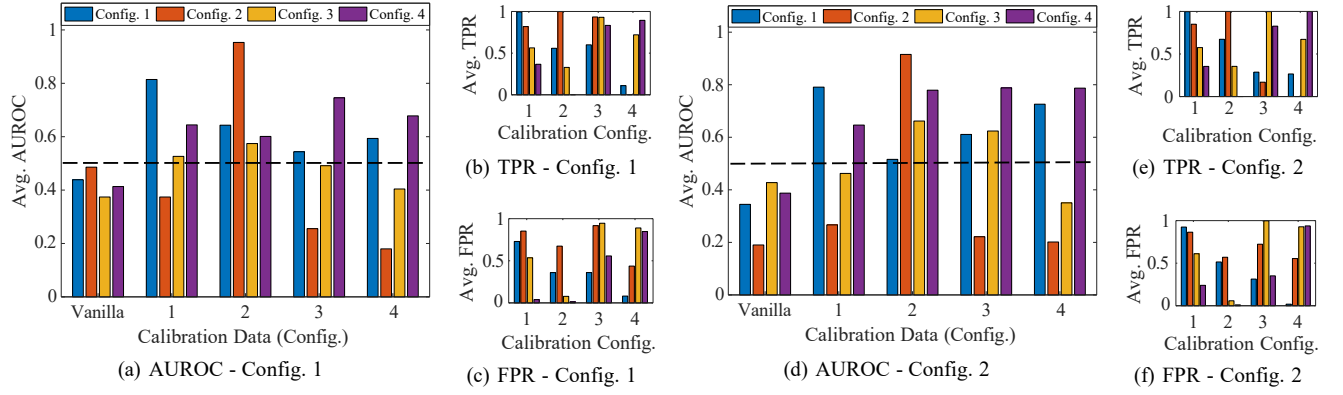 Config. 1 Config. 2 Config. 3 Config. 4
Avg. AUROC
1
0.8
0.6
0.4
0.2
0
Vanilla 1 2 3 4
Calibration Data (Config.)
(a) AUROC - Config. 1
Avg. TPR
1
0.5
0
1 2 3 4
Calibration Config.
(b) TPR - Config. 1
Avg. FPR
1
0.5
0
1 2 3 4
Calibration Config.
(c) FPR - Config. 1
Config. 1 Config. 2 Config. 3 Config. 4
Avg. AUROC
1
0.8
0.6
0.4
0.2
0
Vanilla 1 2 3 4
Calibration Data (Config.)
(d) AUROC - Config. 2
Avg. TPR
1
0.5
0
1 2 3 4
Calibration Config.
(e) TPR - Config. 2
Avg. FPR
1
0.5
0
1 2 3 4
Calibration Config.
(f) FPR - Config. 2